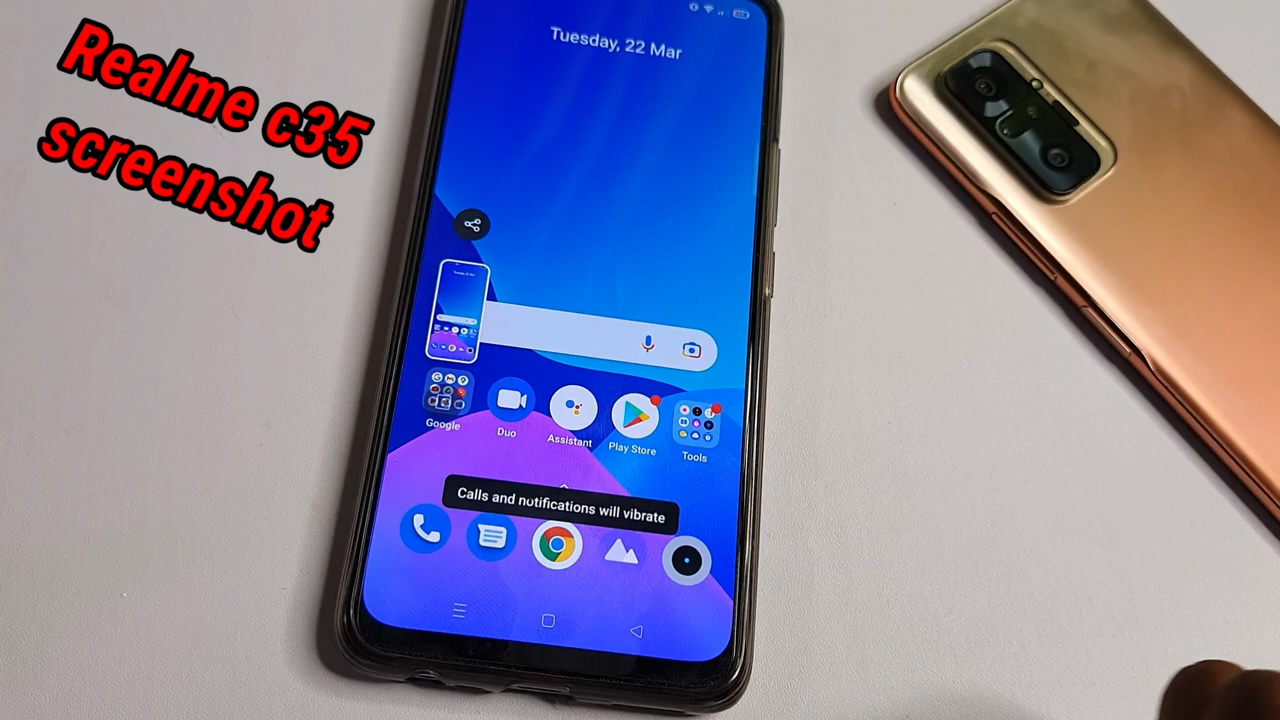 Realme c35
screenshot
Tuesday, 22 Mar
Google
Duo
Assistant
Play Store
Tools
Calls and notifications will vibrate